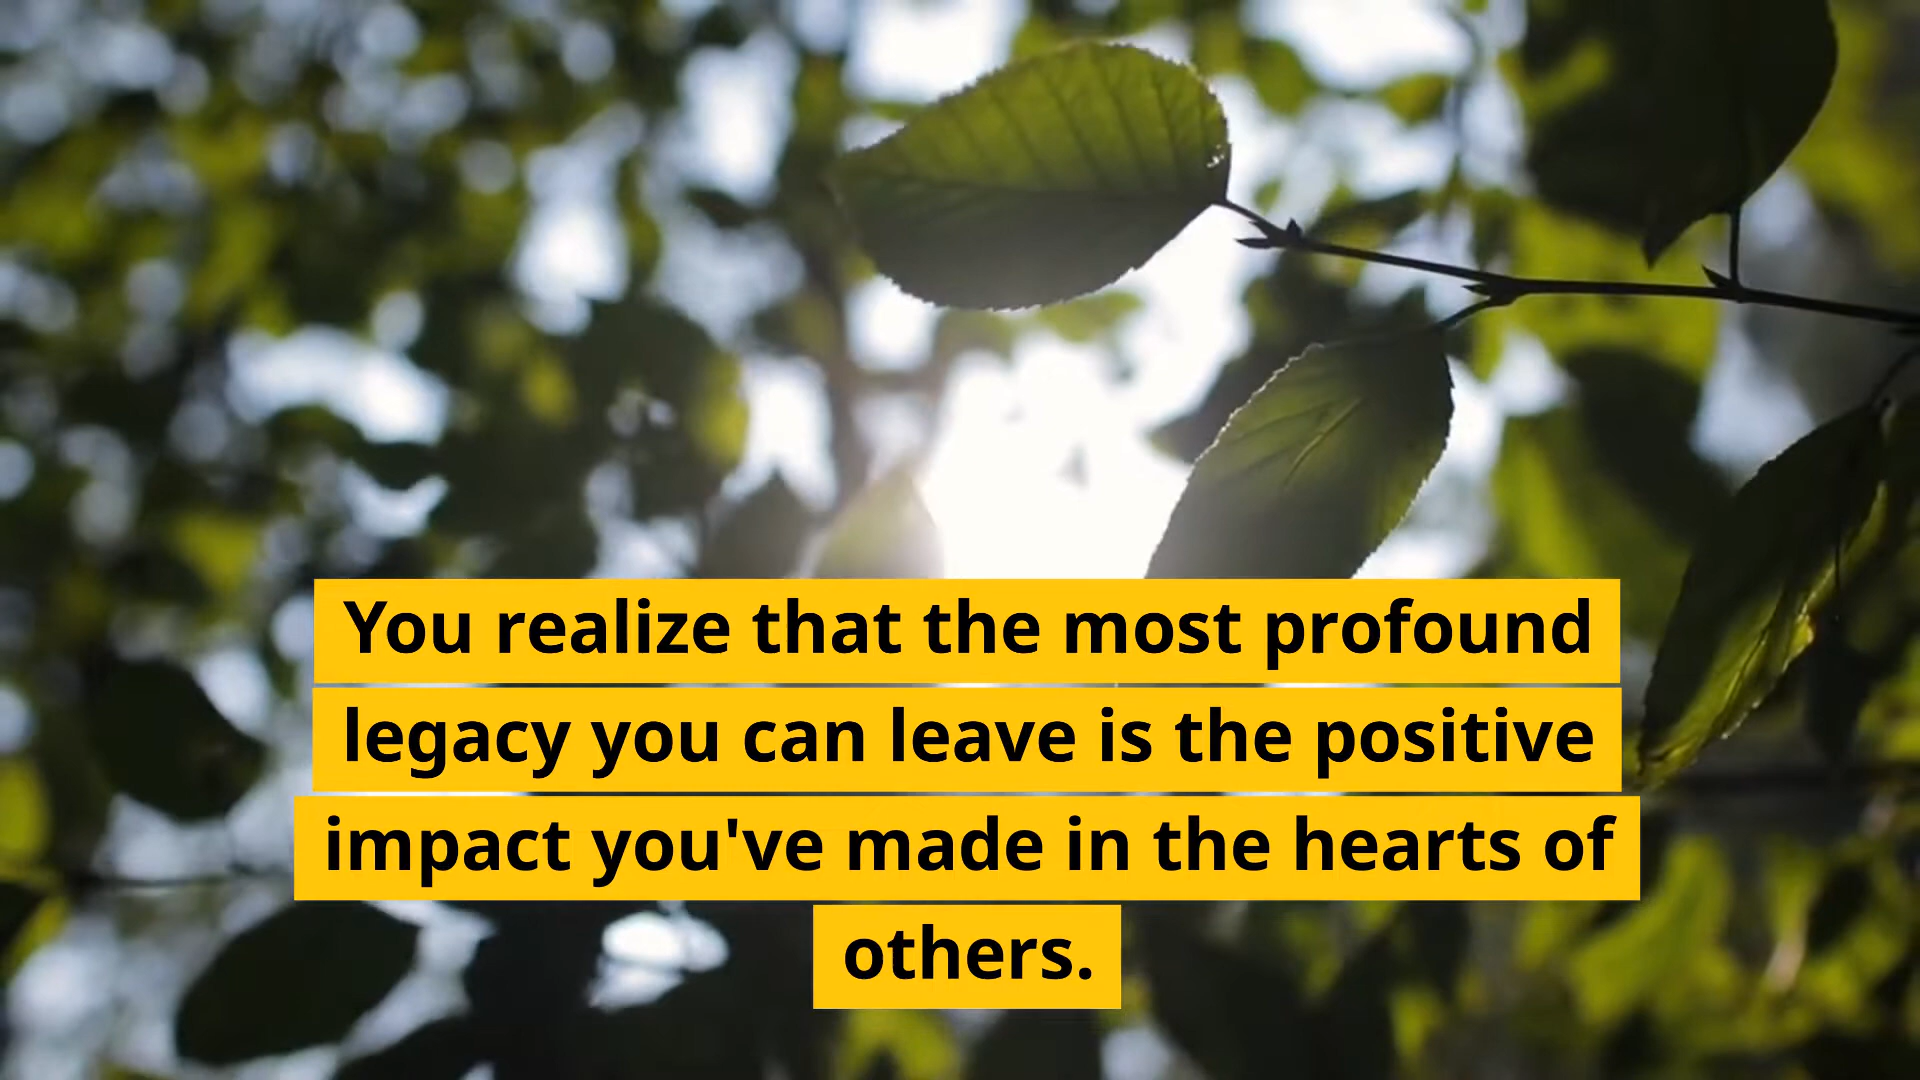 You realize that the most profound
legacy you can leave is the positive
impact you've made in the hearts of
others.